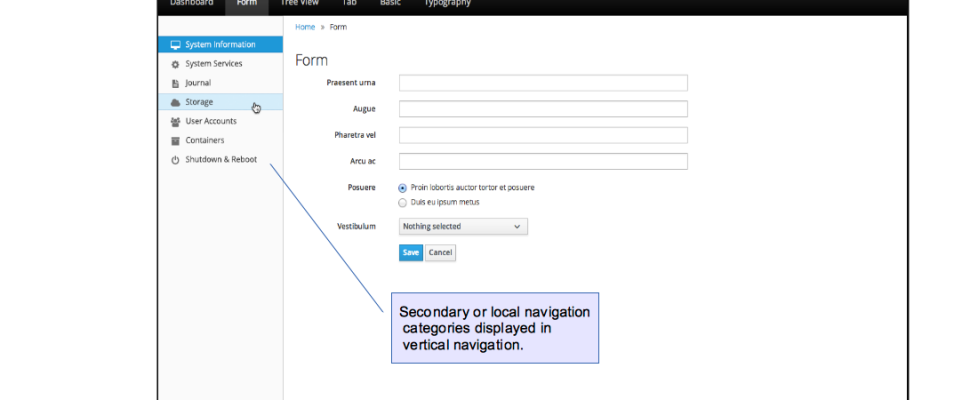 Dashboard Form Tree View Tab Basic Typography
Home » Form
System Information
System Services
Journal
Storage
User Accounts
Containers
Shutdown & Reboot
Form
Praesent urna
Augue
Pharetra vel
Arcu ac
Posuere
Proin lobortis auctor tortor et posuere
Duis eu ipsum metus
Vestibulum
Nothing selected
Save Cancel
Secondary or local navigation
categories displayed in
vertical navigation.